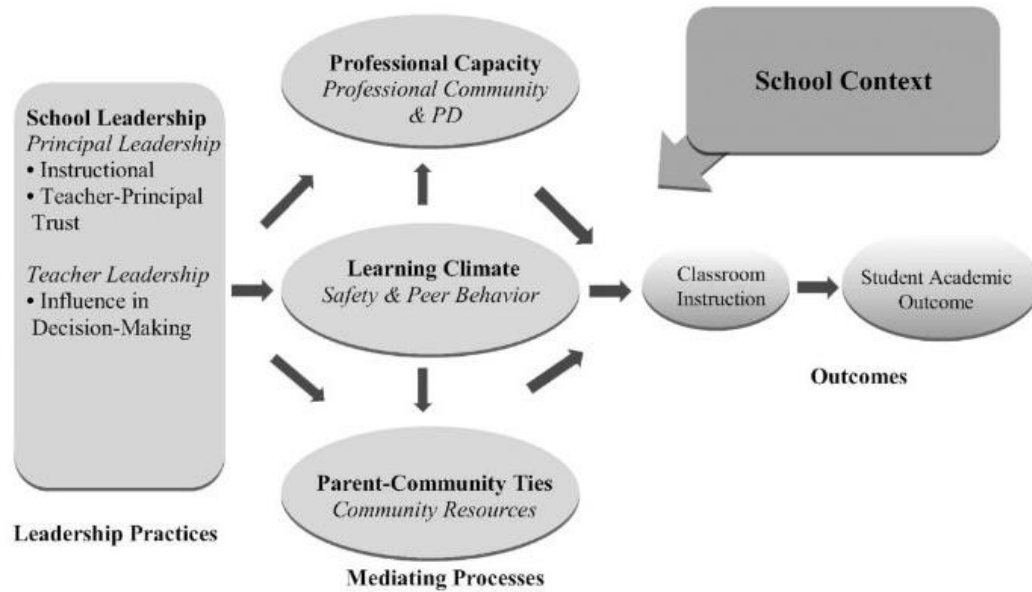 School Leadership
Principal Leadership
• Instructional
• Teacher-Principal
Trust
Teacher Leadership
• Influence in
Decision-Making
Leadership Practices
Professional Capacity
Professional Community
& PD
Learning Climate
Safety & Peer Behavior
Parent-Community Ties
Community Resources
Mediating Processes
School Context
Classroom
Instruction
Student Academic
Outcome
Outcomes